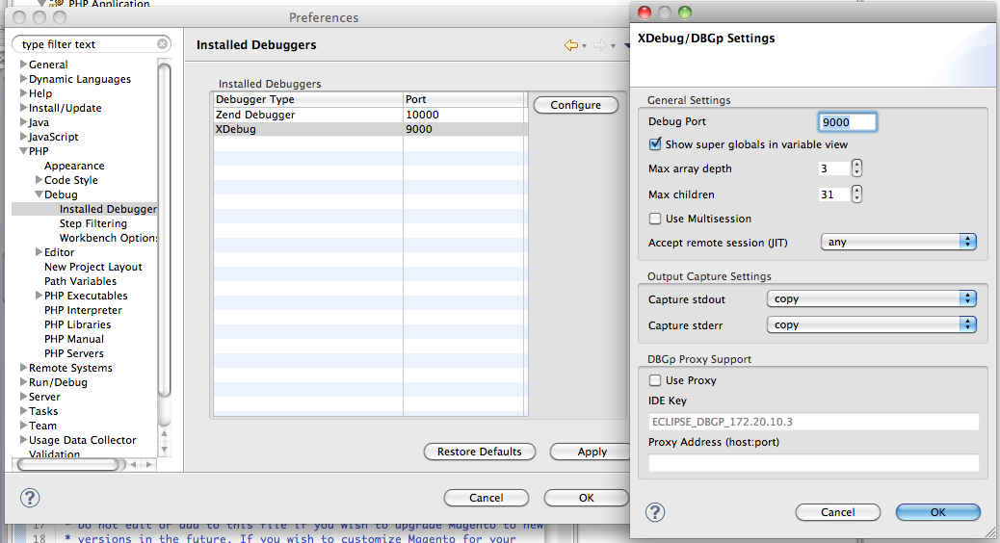 PHP Application
Preferences
type filter text
General
Dynamic Languages
Help
Install/Update
Java
JavaScript
PHP
Appearance
Code Style
Debug
Installed Debugger
Step Filtering
Workbench Options
Editor
New Project Layout
Path Variables
PHP Executables
PHP Interpreter
PHP Libraries
PHP Manual
PHP Servers
Remote Systems
Run/Debug
Server
Tasks
Team
Usage Data Collector
Validation
Installed Debuggers
Installed Debuggers
Debugger Type Port
Zend Debugger 10000
XDebug 9000
Configure
Restore Defaults Apply
? Cancel OK
17 * Do not edit or add to this file if you wish to upgrade Magento to new
18 * versions in the future. If you wish to customize Magento for your
XDebug/DBGp Settings
General Settings
Debug Port 9000
Show super globals in variable view
Max array depth 3
Max children 31
Use Multisession
Accept remote session (JIT) any
Output Capture Settings
Capture stdout copy
Capture stderr copy
DBGp Proxy Support
Use Proxy
IDE Key
ECLIPSE_DBGP_172.20.10.3
Proxy Address (host:port)
? Cancel OK